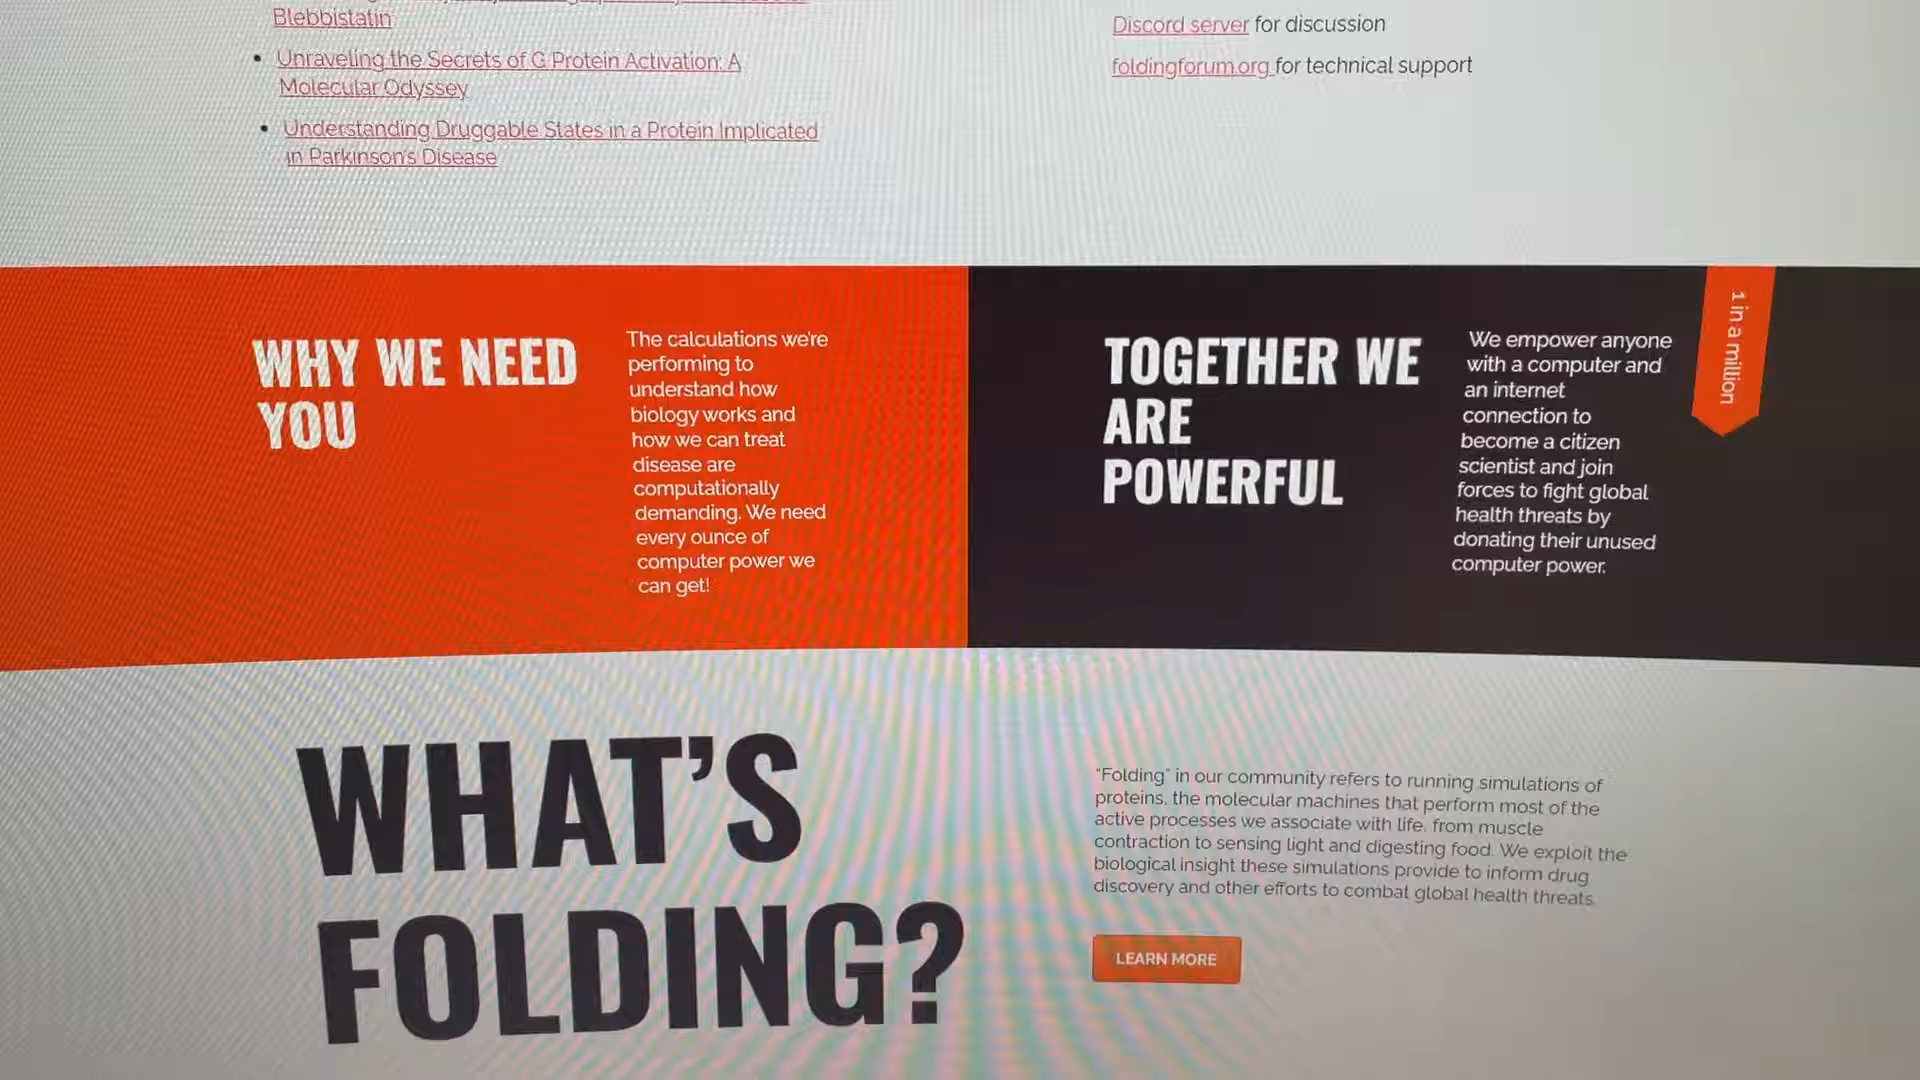 Blebbistatin
• Unraveling the Secrets of G Protein Activation: A
Molecular Odyssey
• Understanding Druggable States in a Protein Implicated
in Parkinson's Disease
Discord server for discussion
foldingforum.org for technical support
WHY WE NEED
YOU
The calculations we're
performing to
understand how
biology works and
how we can treat
disease are
computationally
demanding. We need
every ounce of
computer power we
can get!
TOGETHER WE
ARE
POWERFUL
We empower anyone
with a computer and
an internet
connection to
become a citizen
scientist and join
forces to fight global
health threats by
donating their unused
computer power.
1 in a million
WHAT'S
FOLDING?
"Folding" in our community refers to running simulations of
proteins, the molecular machines that perform most of the
active processes we associate with life, from muscle
contraction to sensing light and digesting food. We exploit the
biological insight these simulations provide to inform drug
discovery and other efforts to combat global health threats.
LEARN MORE